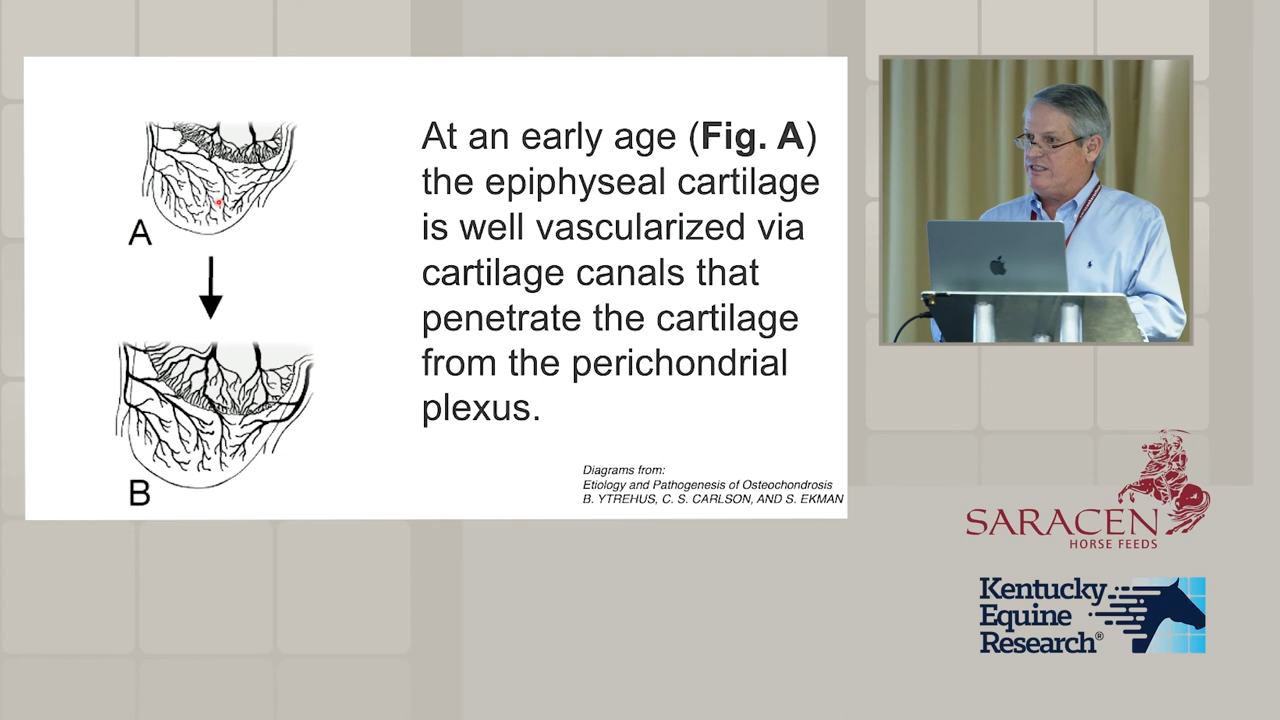 At an early age (Fig. A)
the epiphyseal cartilage
is well vascularized via
cartilage canals that
penetrate the cartilage
from the perichondrial
plexus.
A
B
Diagrams from:
Etiology and Pathogenesis of Osteochondrosis
B. YTREHUS, C. S. CARLSON, AND S. EKMAN
SARACEN
HORSE FEEDS
Kentucky
Equine
Research®